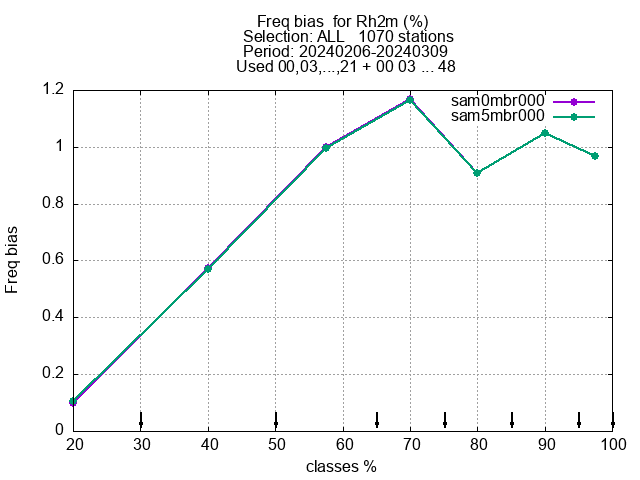 Freq bias  for Rh2m (%)
Selection: ALL   1070 stations
Period: 20240206-20240309
Used 00,03,...,21 + 00 03 ... 48
sam0mbr000
sam5mbr000
1.2
1
0.8
0.6
0.4
0.2
0
Freq bias
20 30 40 50 60 70 80 90 100
classes %